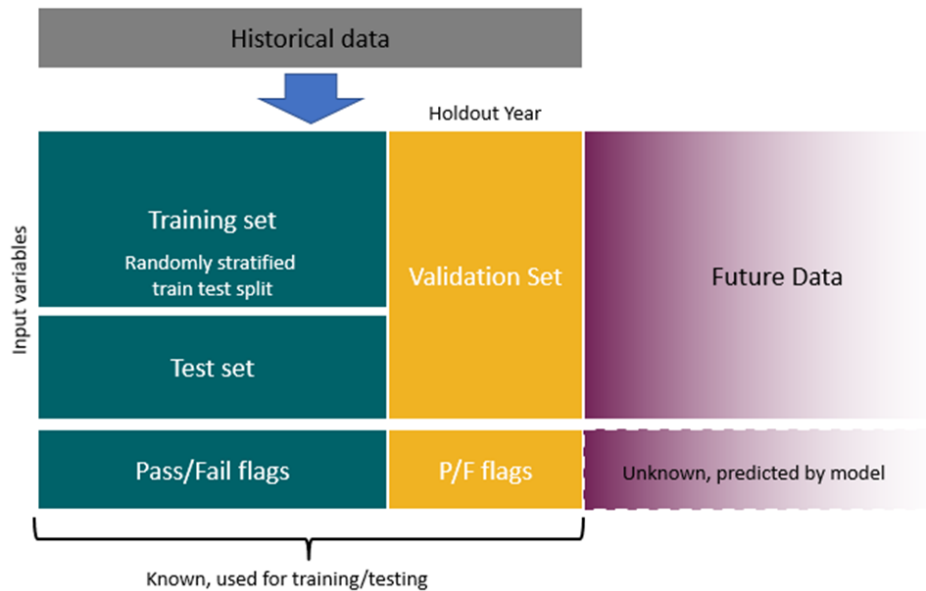 Historical data
Holdout Year
Input variables
Training set
Randomly stratified
train test split
Validation Set
Future Data
Test set
Pass/Fail flags
P/F flags
Unknown, predicted by model
Known, used for training/testing